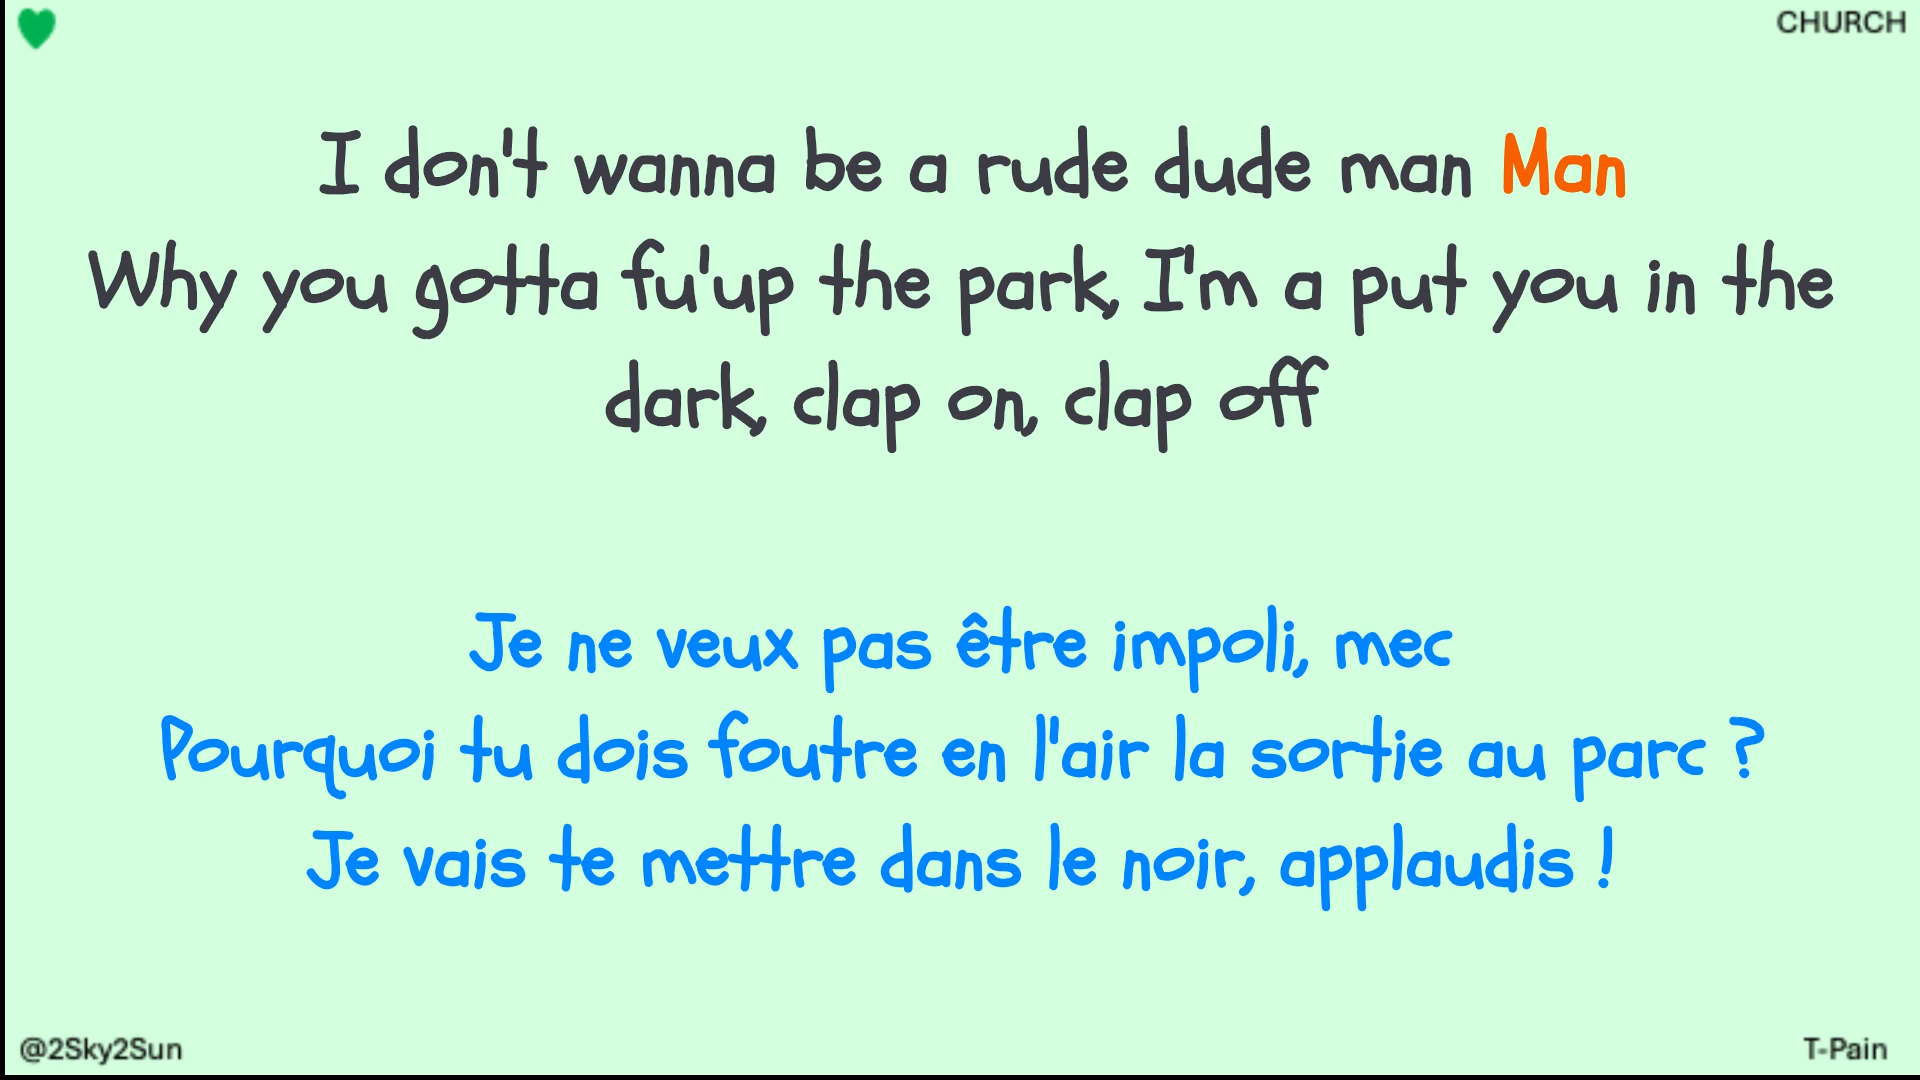 CHURCH
I don't wanna be a rude dude man Man
Why you gotta fu'up the park, I'm a put you in the
dark, clap on, clap off
Je ne veux pas être impoli, mec
Pourquoi tu dois foutre en l'air la sortie au parc ?
Je vais te mettre dans le noir, applaudis !
@2Sky2Sun
T-Pain